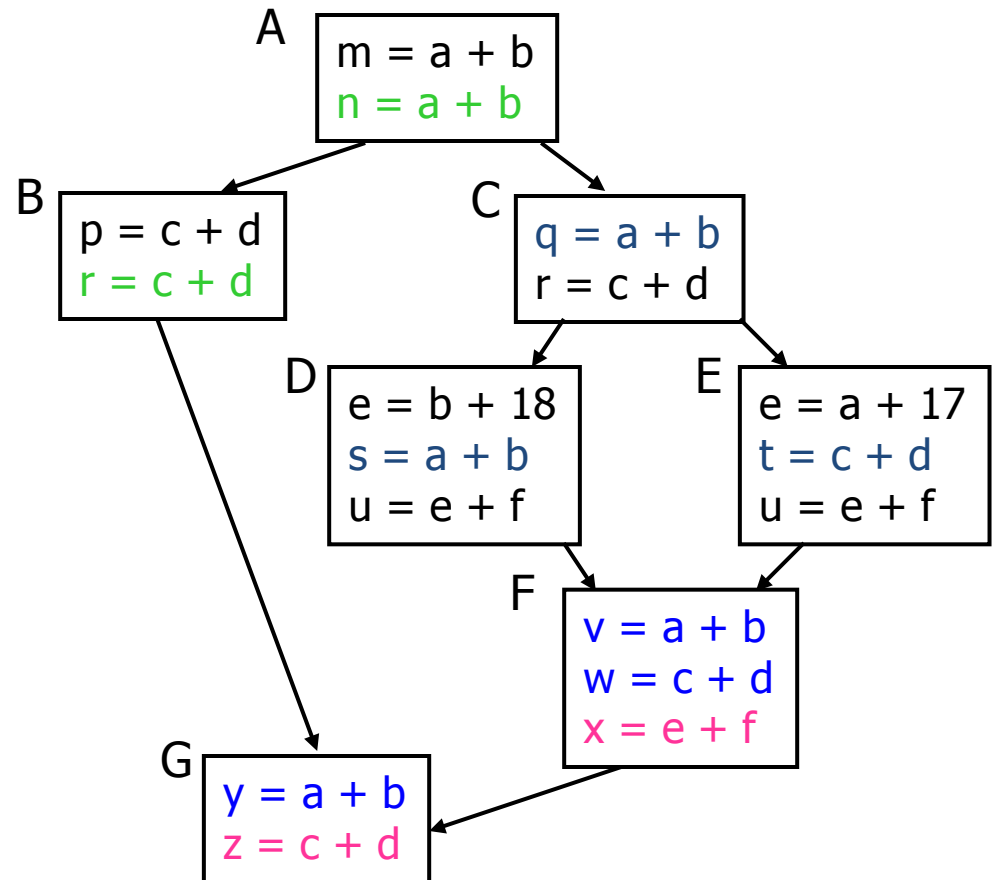 A
m = a + b
n = a + b
B
p = c + d
r = c + d
C
q = a + b
r = c + d
D
e = b + 18
s = a + b
u = e + f
E
e = a + 17
t = c + d
u = e + f
F
v = a + b
w = c + d
x = e + f
G
y = a + b
z = c + d